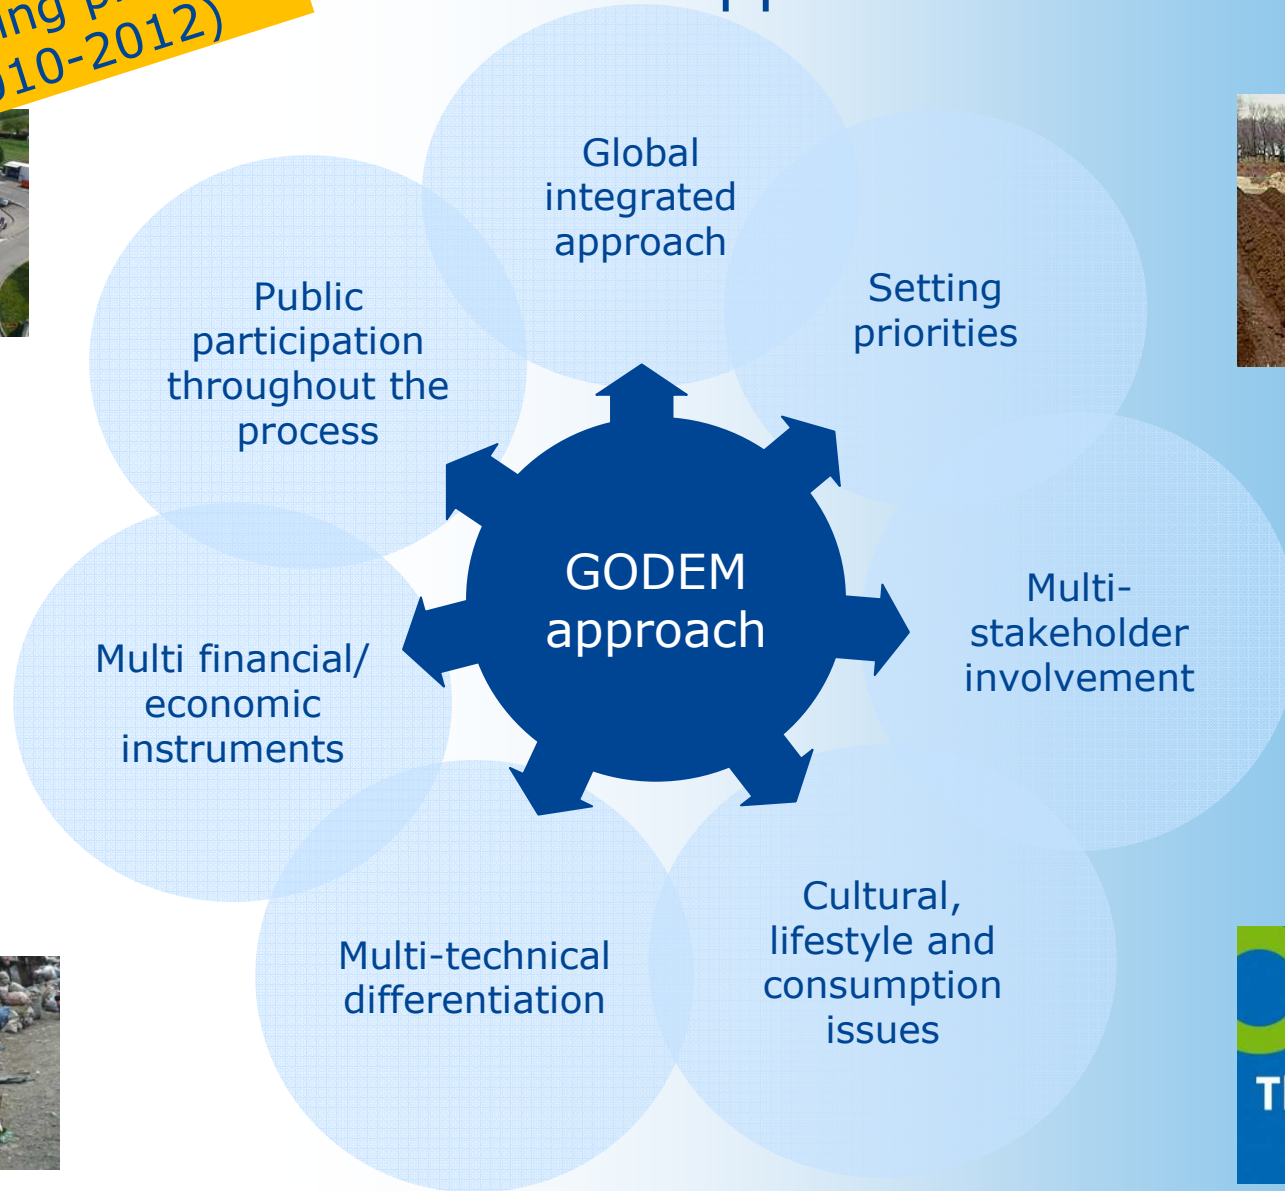 2010-2012)
Global
integrated
approach
Setting
priorities
Public
participation
throughout the
process
GODEM
approach
Multi-
stakeholder
involvement
Multi financial/
economic
instruments
Cultural,
lifestyle and
consumption
issues
Multi-technical
differentiation